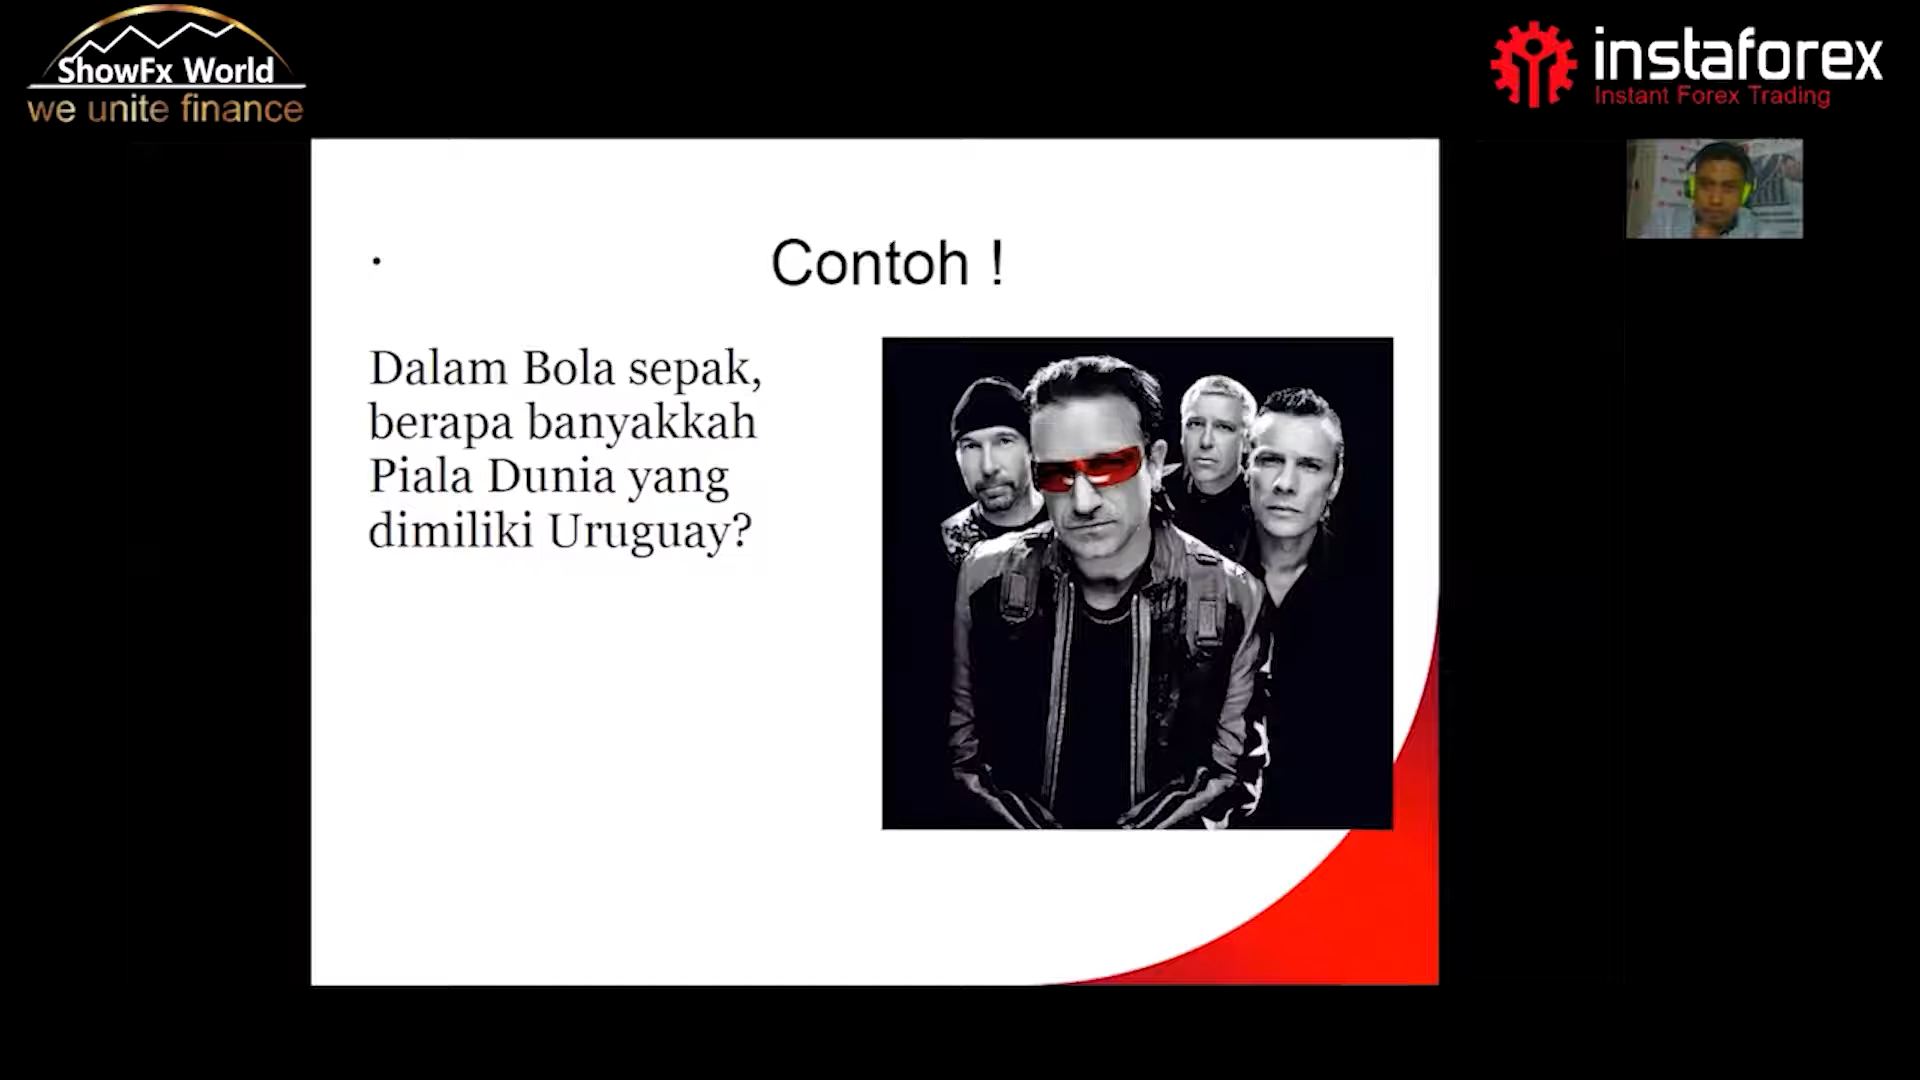 ShowFx World
we unite finance
instaforex
Instant Forex Trading
Contoh !
Dalam Bola sepak,
berapa banyakkah
Piala Dunia yang
dimiliki Uruguay?